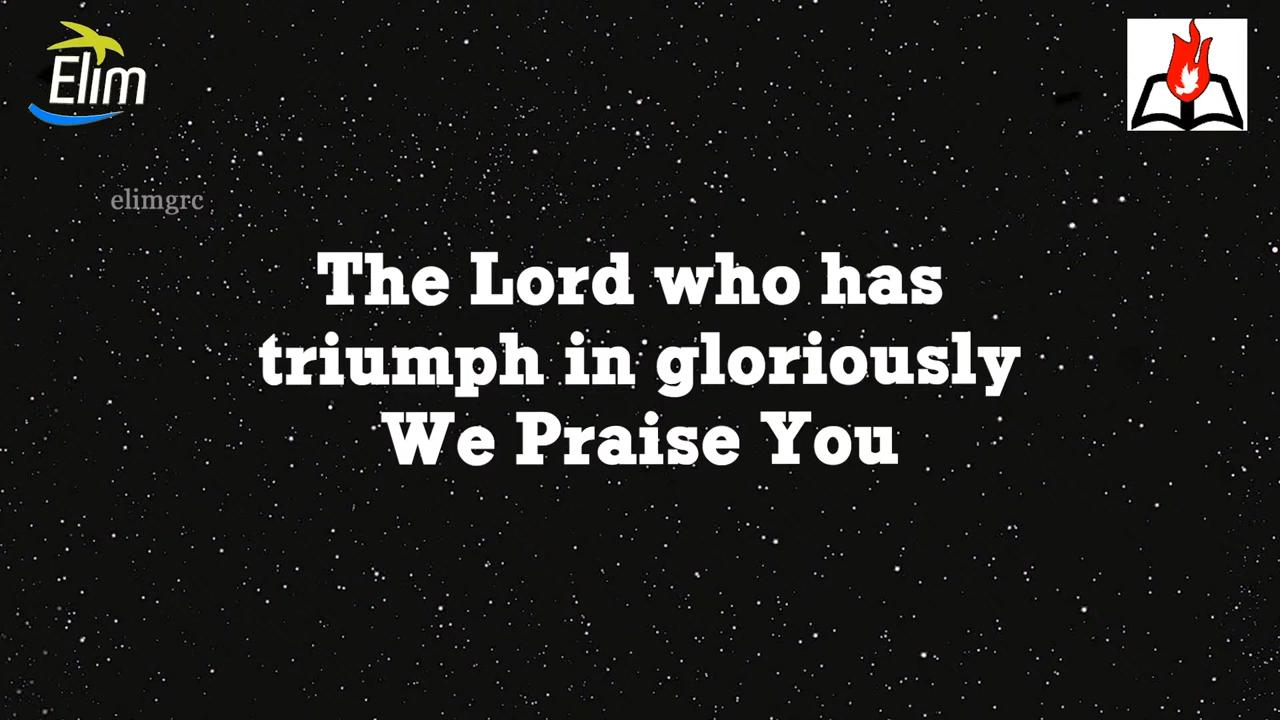 Elim
elimgrc
The Lord who has
triumph in gloriously
We Praise You